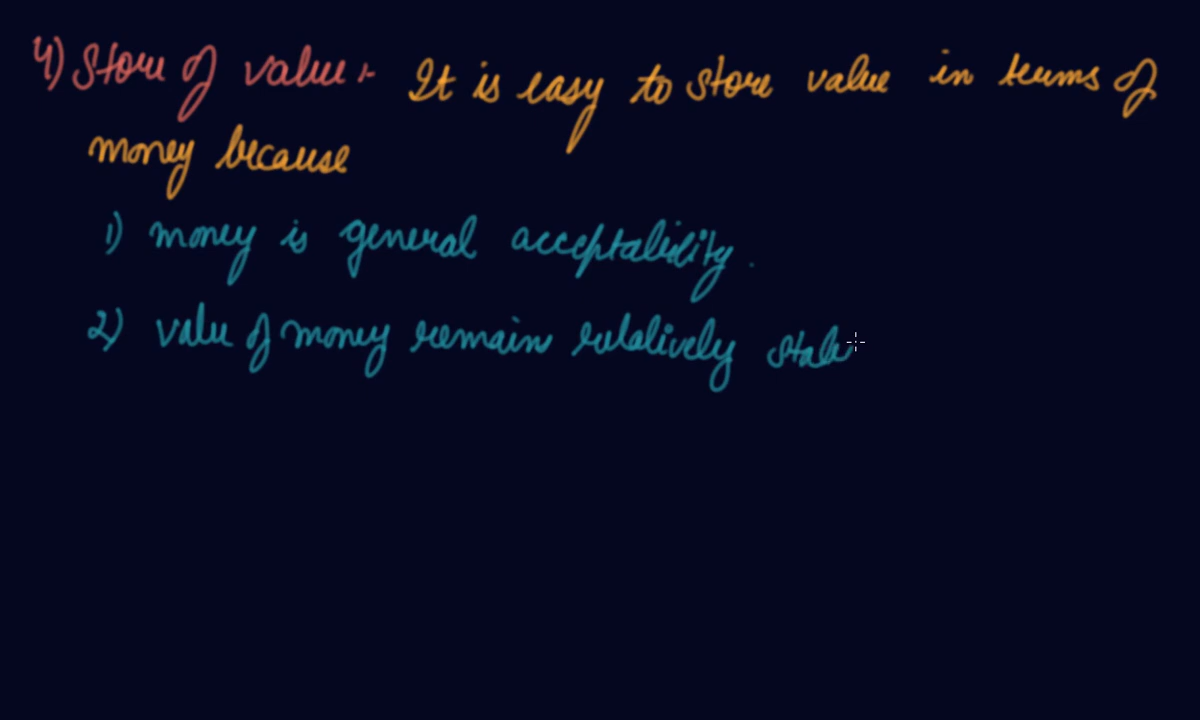 4) Store of value :- It is easy to store value in terms of
money because
1) money is general acceptability.
2) value of money remain relatively